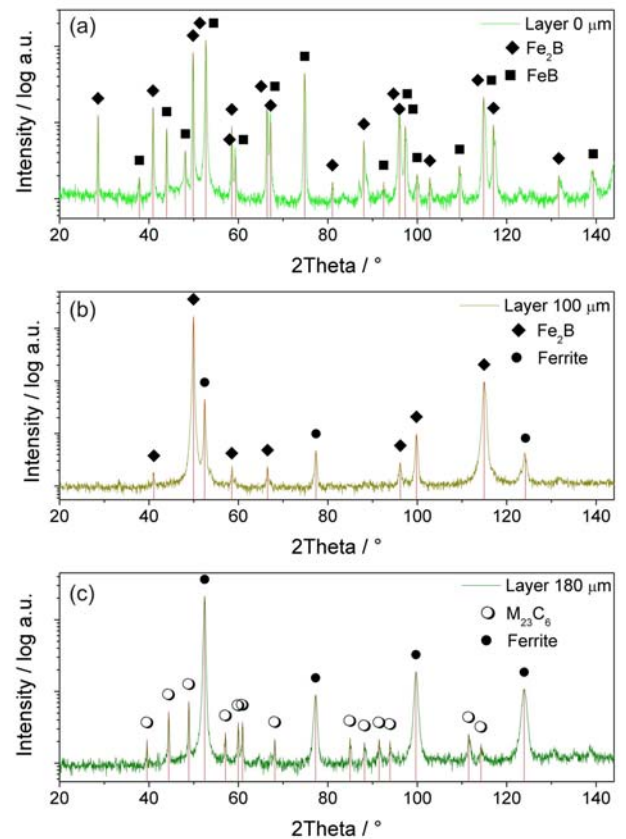 (a)
Layer 0 μm
Fe₂B
FeB
Intensity / log a.u.
20 40 60 80 100 120 140
2Theta / °
(b)
Layer 100 μm
Fe₂B
Ferrite
Intensity / log a.u.
20 40 60 80 100 120 140
2Theta / °
(c)
Layer 180 μm
M₂₃C₆
Ferrite
Intensity / log a.u.
20 40 60 80 100 120 140
2Theta / °